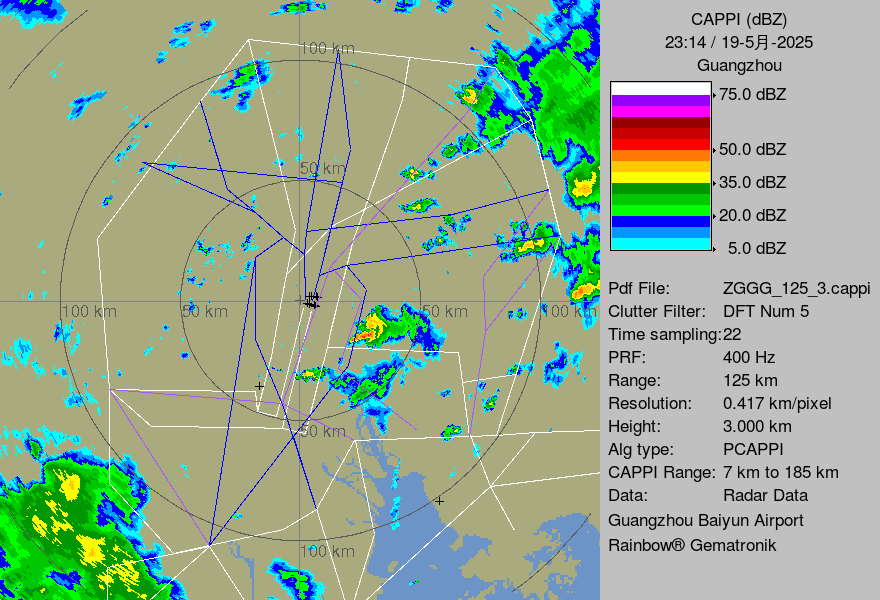 CAPPI (dBZ)
23:14 / 19-5月-2025
Guangzhou
75.0 dBZ
50.0 dBZ
35.0 dBZ
20.0 dBZ
5.0 dBZ
Pdf File: ZGGG_125_3.cappi
Clutter Filter: DFT Num 5
Time sampling: 22
PRF: 400 Hz
Range: 125 km
Resolution: 0.417 km/pixel
Height: 3.000 km
Alg type: PCAPPI
CAPPI Range: 7 km to 185 km
Data: Radar Data
Guangzhou Baiyun Airport
Rainbow® Gematronik
100 km
50 km
100 km
50 km
50 km
100 km
50 km
100 km